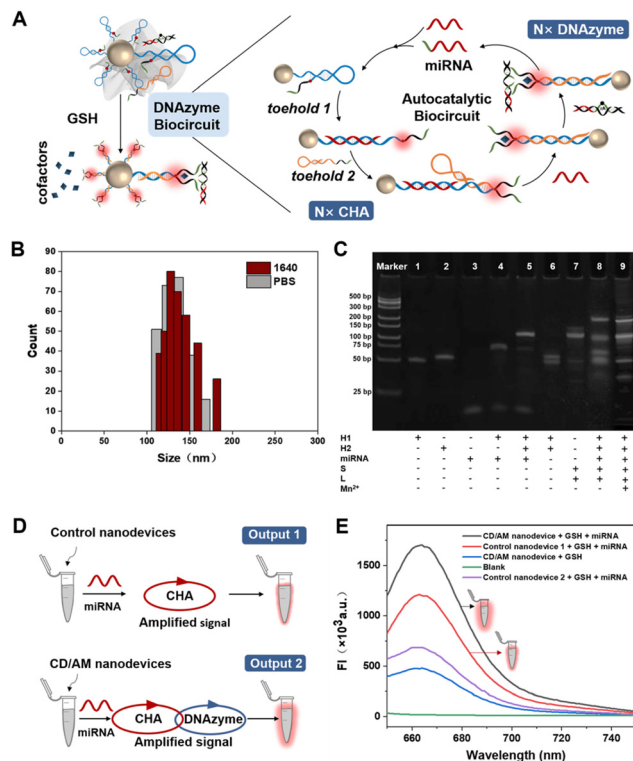 A
GSH
cofactors
DNAzyme
Biocircuit
toehold 1
toehold 2
N× CHA
miRNA
Autocatalytic
Biocircuit
N× DNAzyme
B
Count
90
80
70
60
50
40
30
20
10
0
1640
PBS
0 50 100 150 200 250 300
Size (nm)
C
Marker 1 2 3 4 5 6 7 8 9
500 bp
300 bp
200 bp
150 bp
100 bp
75 bp
50 bp
25 bp
H1 + - - + + + - + +
H2 - + - - + + - + +
miRNA - - + + + - - + +
S - - - - - - + + +
L - - - - - - + + +
Mn2+ - - - - - - - - +
D
Control nanodevices
Output 1
miRNA
CHA
Amplified signal
CD/AM nanodevices
Output 2
miRNA
CHA
DNAzyme
Amplified signal
E
FI (×10³a.u.)
1500
1000
500
0
CD/AM nanodevice + GSH + miRNA
Control nanodevice 1 + GSH + miRNA
CD/AM nanodevice + GSH
Blank
Control nanodevice 2 + GSH + miRNA
660 680 700 720 740
Wavelength (nm)